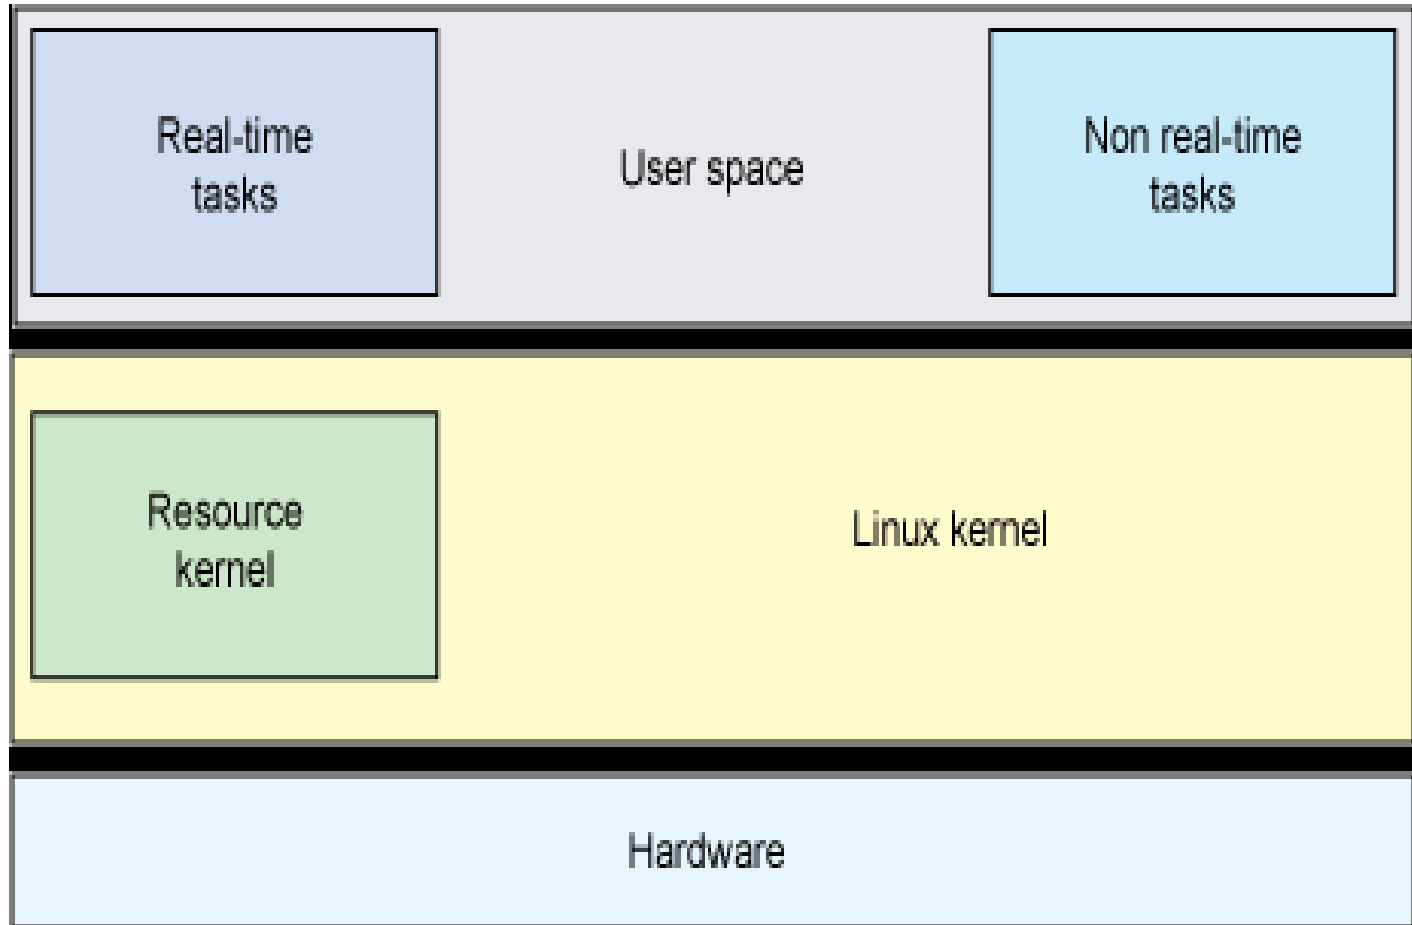 Real-time
tasks
User space
Non real-time
tasks
Resource
kernel
Linux kernel
Hardware